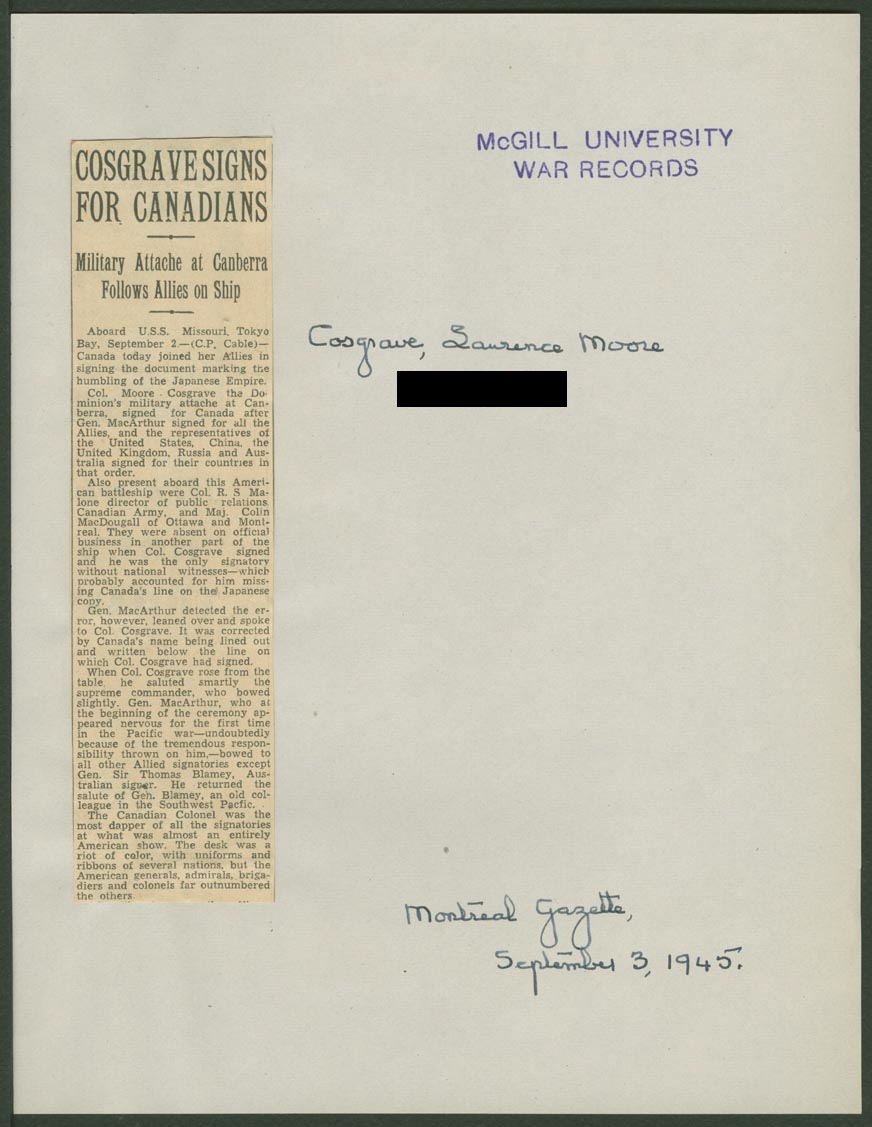 McGILL UNIVERSITY
WAR RECORDS
COSGRAVE SIGNS
FOR CANADIANS
Military Attache at Canberra
Follows Allies on Ship
Aboard U.S.S. Missouri, Tokyo
Bay, September 2.—(C.P. Cable)—
Canada today joined her Allies in
signing the document marking the
humbling of the Japanese Empire.
Col. Moore Cosgrave the Do-
minion's military attache at Can-
berra, signed for Canada after
Gen. MacArthur signed for all the
Allies, and the representatives of
the United States, China, the
United Kingdom, Russia and Aus-
tralia signed for their countries in
that order.
Also present aboard this Ameri-
can battleship were Col. R. S Ma-
lone director of public relations
Canadian Army, and Maj. Colin
MacDougall of Ottawa and Mont-
real. They were absent on official
business in another part of the
ship when Col. Cosgrave signed
and he was the only signatory
without national witnesses—which
probably accounted for him miss-
ing Canada's line on the Japanese
copy.
Gen. MacArthur detected the er-
ror, however, leaned over and spoke
to Col. Cosgrave. It was corrected
by Canada's name being lined out
and written below the line on
which Col. Cosgrave had signed.
When Col. Cosgrave rose from the
table, he saluted smartly the
supreme commander, who bowed
slightly. Gen. MacArthur, who at
the beginning of the ceremony ap-
peared nervous for the first time
in the Pacific war—undoubtedly
because of the tremendous respon-
sibility thrown on him,—bowed to
all other Allied signatories except
Gen. Sir Thomas Blamey, Aus-
tralian signer. He returned the
salute of Gen. Blamey, an old col-
league in the Southwest Pacfic.
The Canadian Colonel was the
most dapper of all the signatories
at what was almost an entirely
American show. The desk was a
riot of color, with uniforms and
ribbons of several nations, but the
American generals, admirals, briga-
diers and colonels far outnumbered
the others
Cosgrave, Laurence Moore
Montreal Gazette,
September 3, 1945.